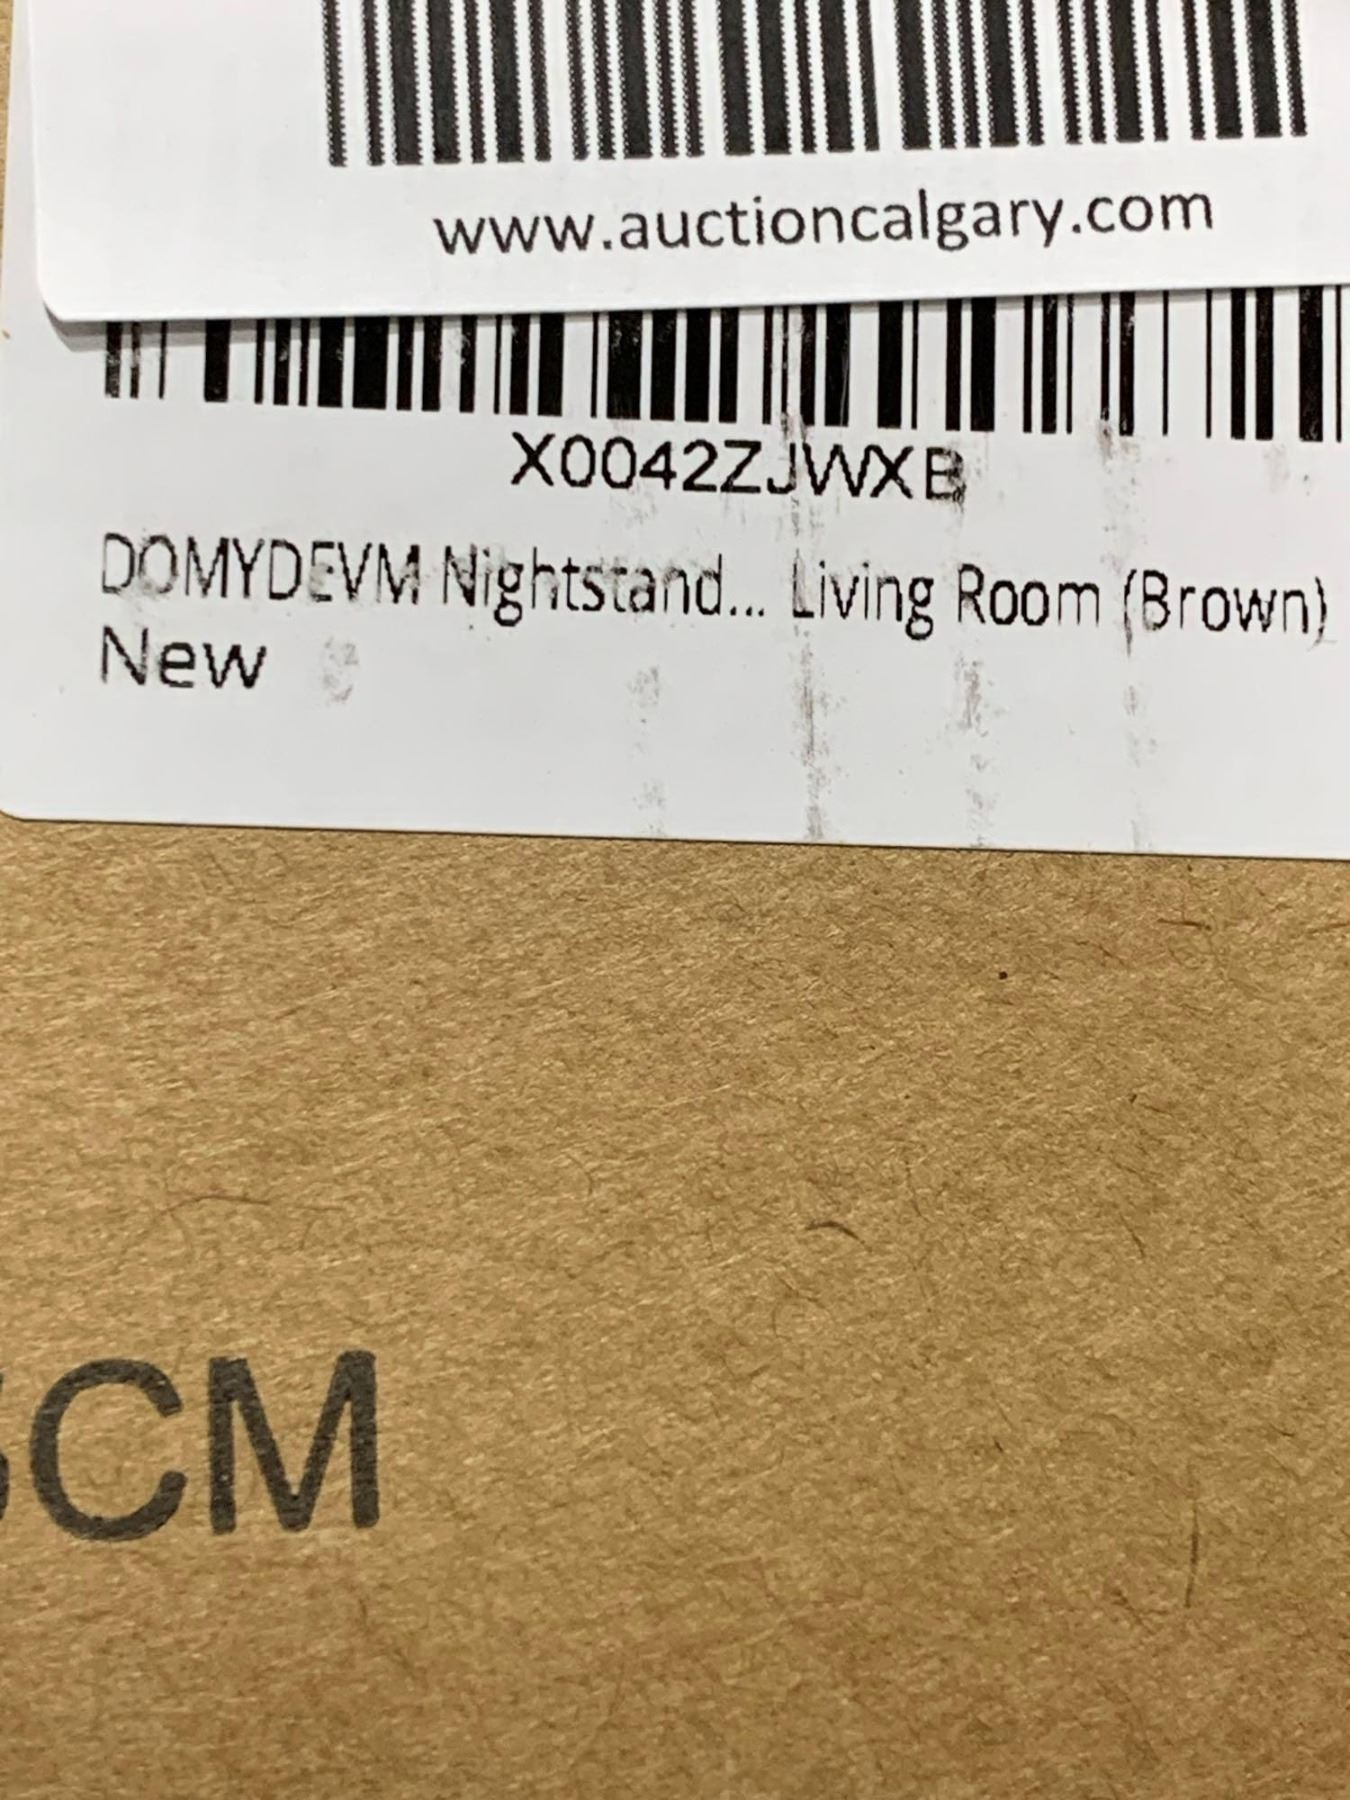 www.auctioncalgary.com
X0042ZJWXB
DOMYDEVM Nightstand... Living Room (Brown)
New
CM